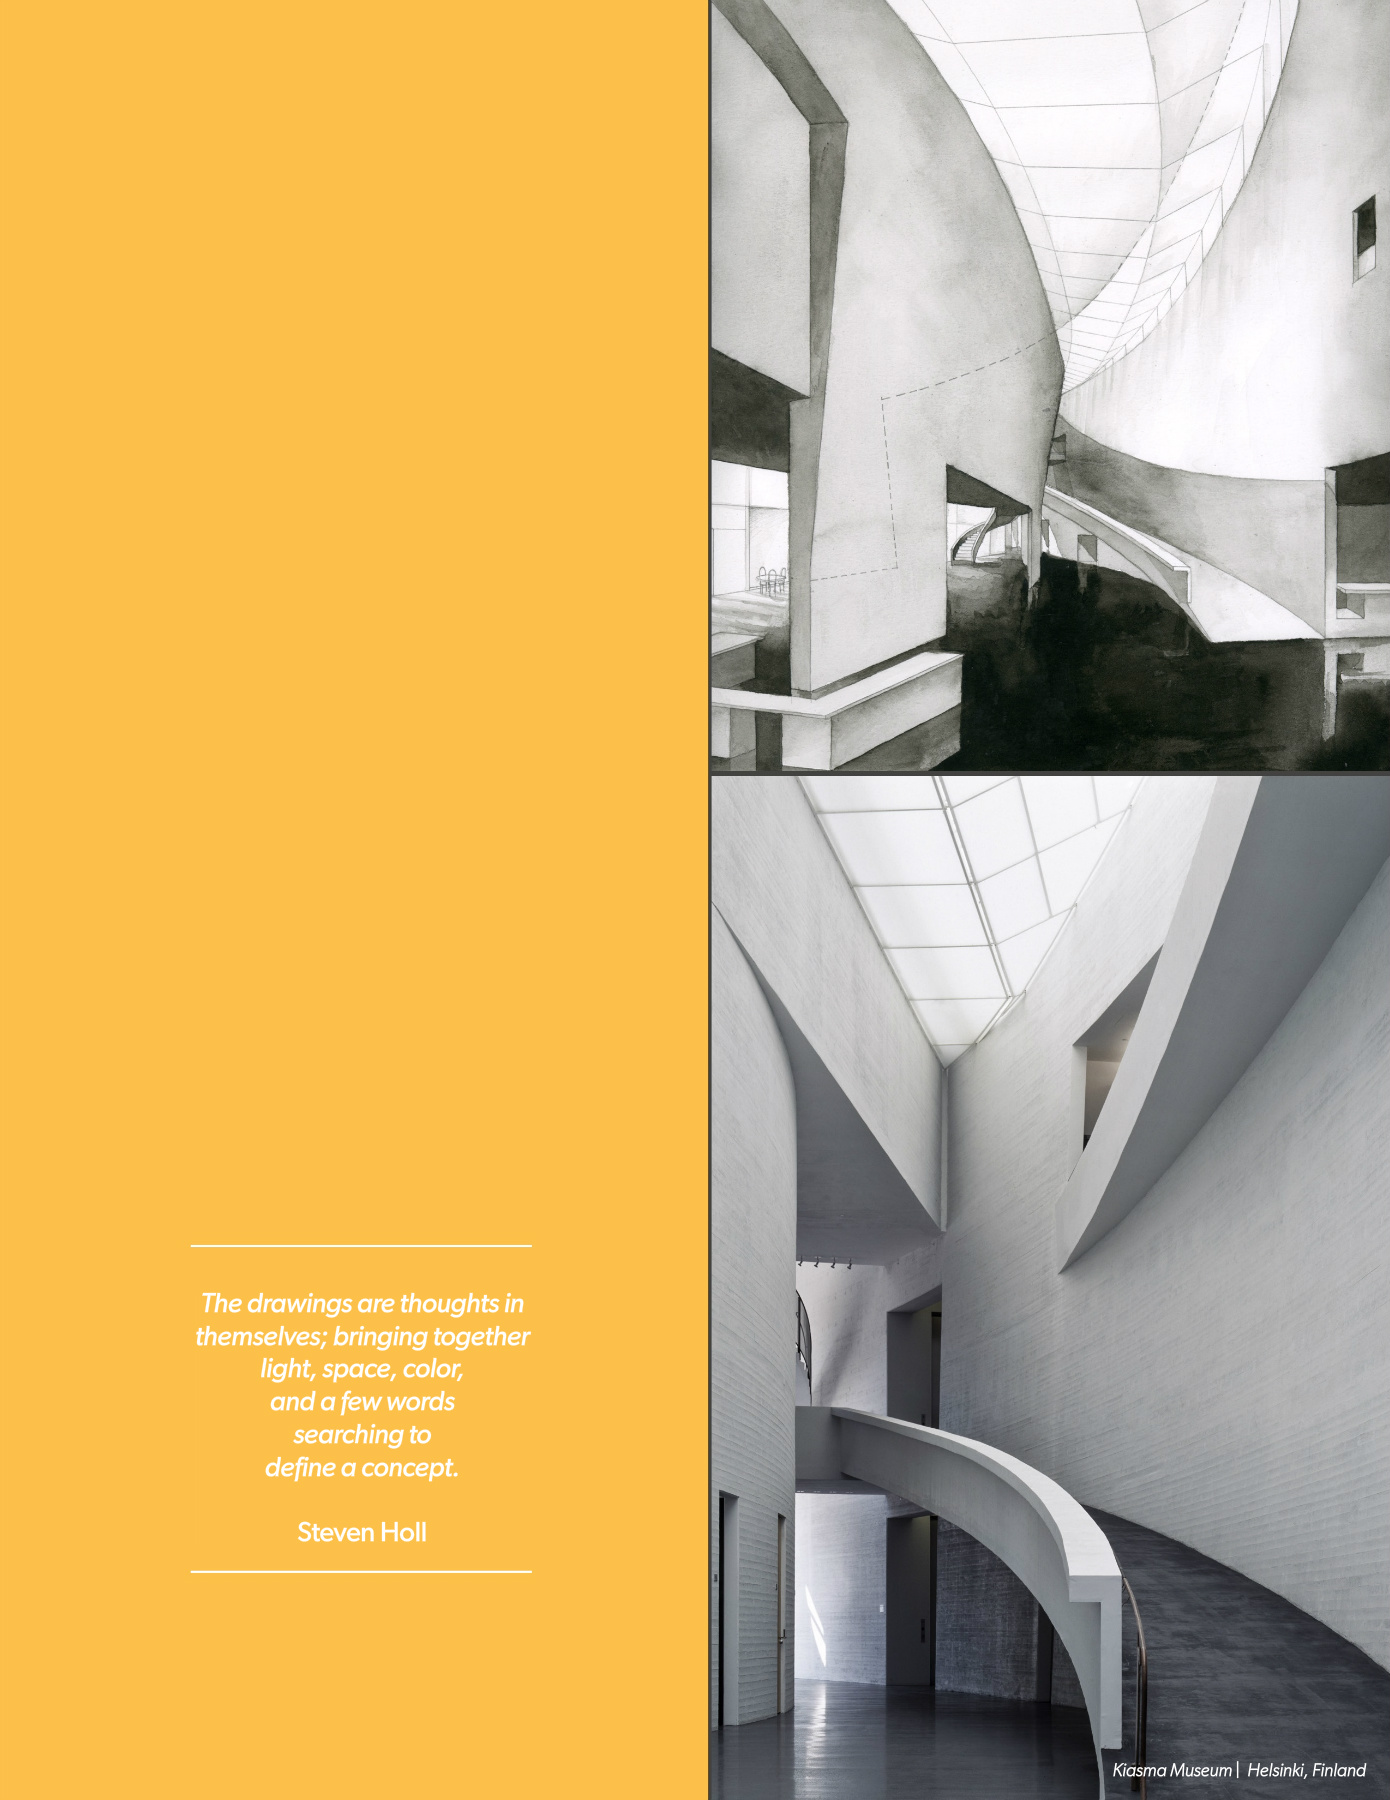 The drawings are thoughts in
themselves; bringing together
light, space, color,
and a few words
searching to
define a concept.
Steven Holl
Kiasma Museum | Helsinki, Finland